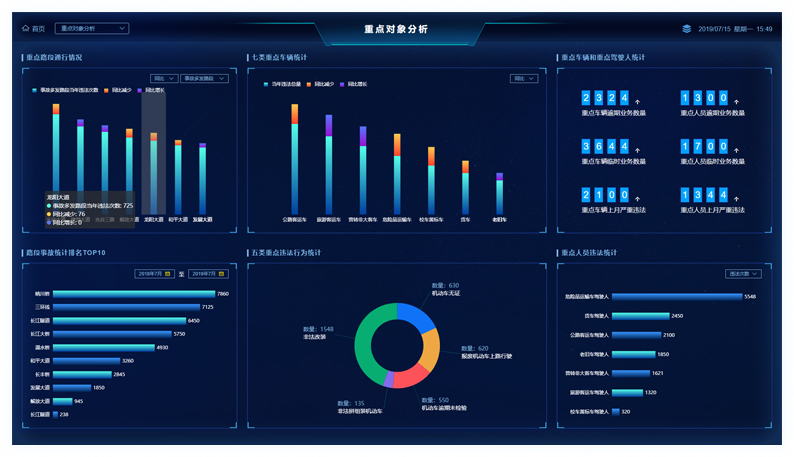 首页
重点对象分析
重点对象分析
2019/07/15 星期一 15:49
重点路段通行情况
同比
事故多发路段
事故多发路段当年违法次数 同比减少 同比增长
龙阳大道
事故多发路段当年违法次数: 725
同比减少: 76
同比增长: 0
龙阳大道 和平大道 发展大道
七类重点车辆统计
同比
当年违法总量 同比减少 同比增长
公路客运车 旅游客运车 营转非大客车 危险品运输车 校车面标车 货车 老旧车
重点车辆和重点驾驶人统计
2324
重点车辆逾期业务数量
1300
重点人员逾期业务数量
3644
重点车辆临时业务数量
1700
重点人员临时业务数量
2100
重点车辆上月严重违法
1344
重点人员上月严重违法
路段事故统计排名TOP10
2018年7月 至 2019年7月
7860
三环线 7125
长江隧道 6450
长江大桥 5750
4930
和平大道 3260
长丰桥 2845
发展大道 1850
解放大道 945
长江隧道 238
五类重点违法行为统计
数量: 630
机动车无证
数量: 1548
非法改装
数量: 620
报废机动车上路行驶
数量: 135
非法拼组装机动车
数量: 550
机动车逾期未检验
重点人员违法统计
违法次数
危险品运输车驾驶人 5548
货车驾驶人 2450
公路客运车驾驶人 2100
老旧车驾驶人 1850
营转非大客车驾驶人 1621
旅游客运车驾驶人 1320
校车面标车驾驶人 320